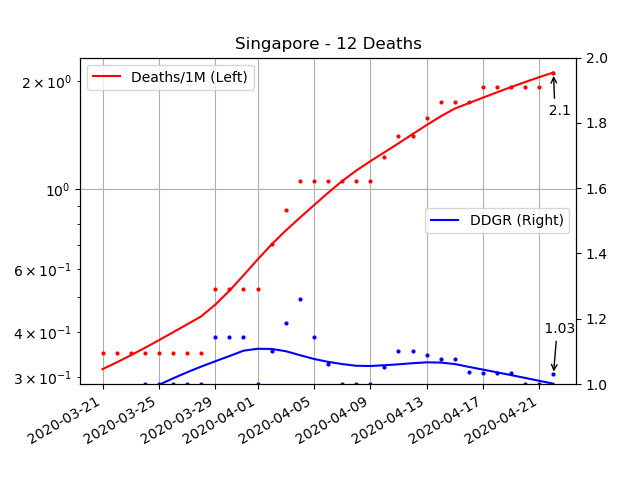 Singapore - 12 Deaths
Deaths/1M (Left)
DDGR (Right)
2 × 10⁰
10⁰
6 × 10⁻¹
4 × 10⁻¹
3 × 10⁻¹
2.0
1.8
1.6
1.4
1.2
1.0
2.1
1.03
2020-03-21
2020-03-25
2020-03-29
2020-04-01
2020-04-05
2020-04-09
2020-04-13
2020-04-17
2020-04-21